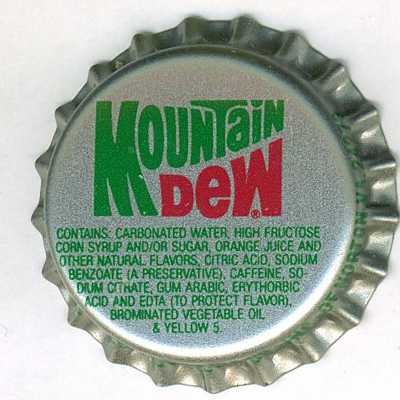 MOUNTAIN
DEW®
CONTAINS: CARBONATED WATER, HIGH FRUCTOSE
CORN SYRUP AND/OR SUGAR, ORANGE JUICE AND
OTHER NATURAL FLAVORS, CITRIC ACID, SODIUM
BENZOATE (A PRESERVATIVE), CAFFEINE, SO-
DIUM CITRATE, GUM ARABIC, ERYTHORBIC
ACID AND EDTA (TO PROTECT FLAVOR),
BROMINATED VEGETABLE OIL
& YELLOW 5.